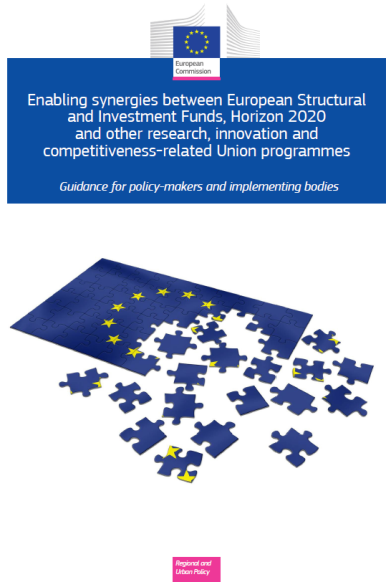 European
Commission
Enabling synergies between European Structural
and Investment Funds, Horizon 2020
and other research, innovation and
competitiveness-related Union programmes
Guidance for policy-makers and implementing bodies
Regional and
Urban Policy